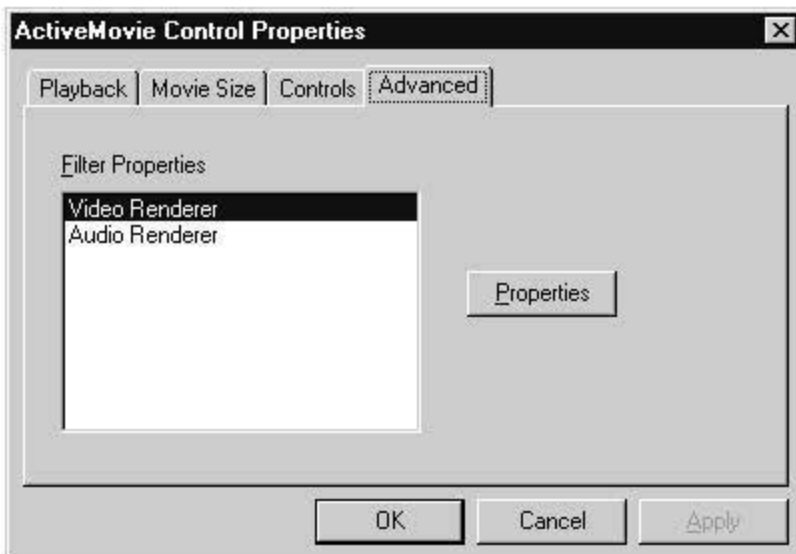 ActiveMovie Control Properties
Playback Movie Size Controls Advanced
Filter Properties
Video Renderer
Audio Renderer
Properties
OK Cancel Apply